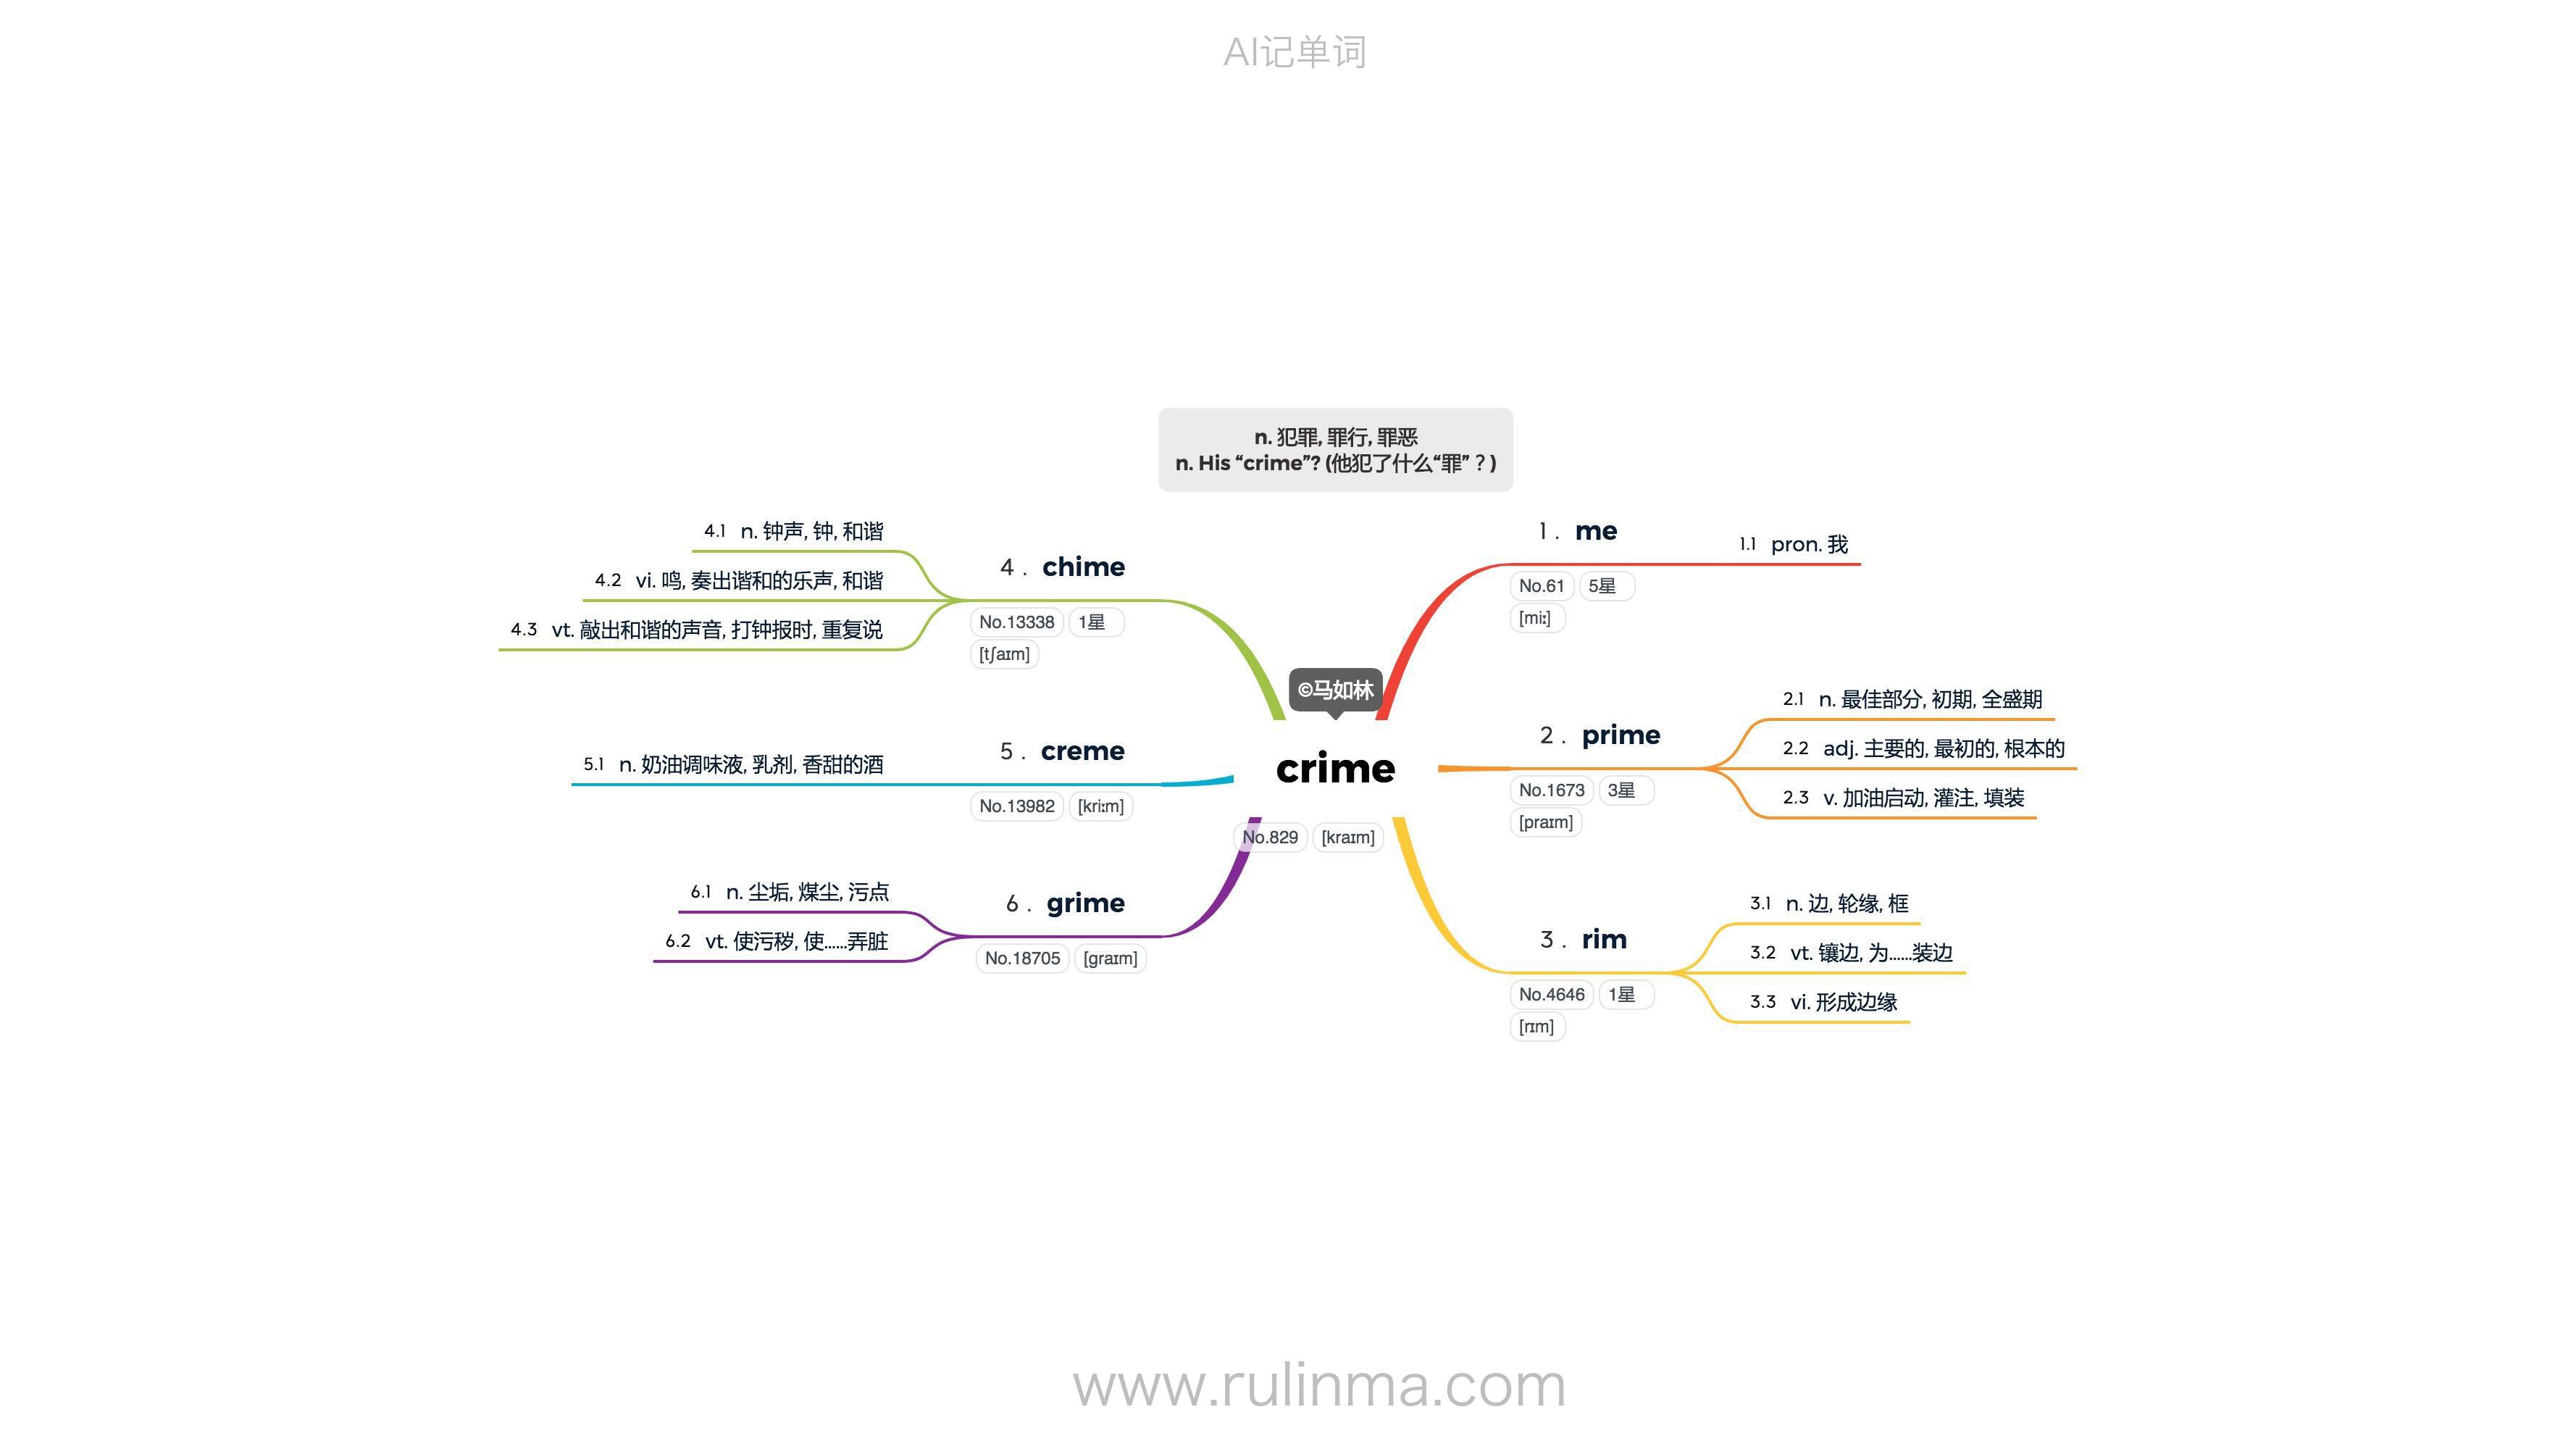 AI记单词
n. 犯罪, 罪行, 罪恶
n. His “crime”? (他犯了什么“罪”？)
©马如林
crime
No.829 [kraɪm]
1 . me
No.61 5星
[miː]
1.1 pron. 我
2 . prime
No.1673 3星
[praɪm]
2.1 n. 最佳部分, 初期, 全盛期
2.2 adj. 主要的, 最初的, 根本的
2.3 v. 加油启动, 灌注, 填装
3 . rim
No.4646 1星
[rɪm]
3.1 n. 边, 轮缘, 框
3.2 vt. 镶边, 为……装边
3.3 vi. 形成边缘
4 . chime
No.13338 1星
[tʃaɪm]
4.1 n. 钟声, 钟, 和谐
4.2 vi. 鸣, 奏出谐和的乐声, 和谐
4.3 vt. 敲出和谐的声音, 打钟报时, 重复说
5 . creme
No.13982 [kriːm]
5.1 n. 奶油调味液, 乳剂, 香甜的酒
6 . grime
No.18705 [graɪm]
6.1 n. 尘垢, 煤尘, 污点
6.2 vt. 使污秽, 使……弄脏
www.rulinma.com